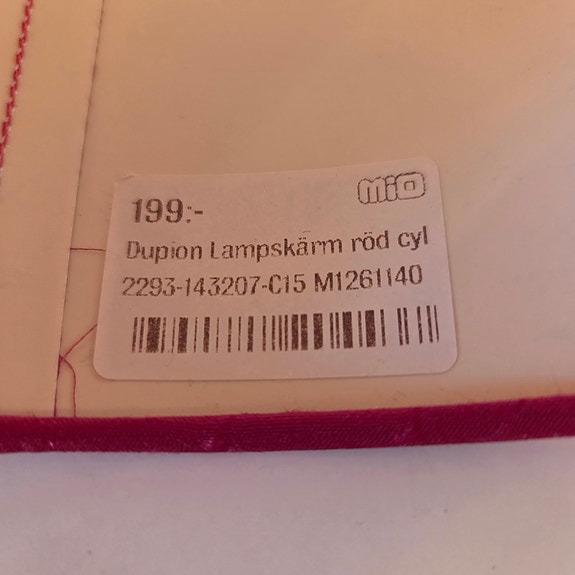 MiO
199:-
Dupion Lampskärm röd cyl
2293-143207-C15 M1261140